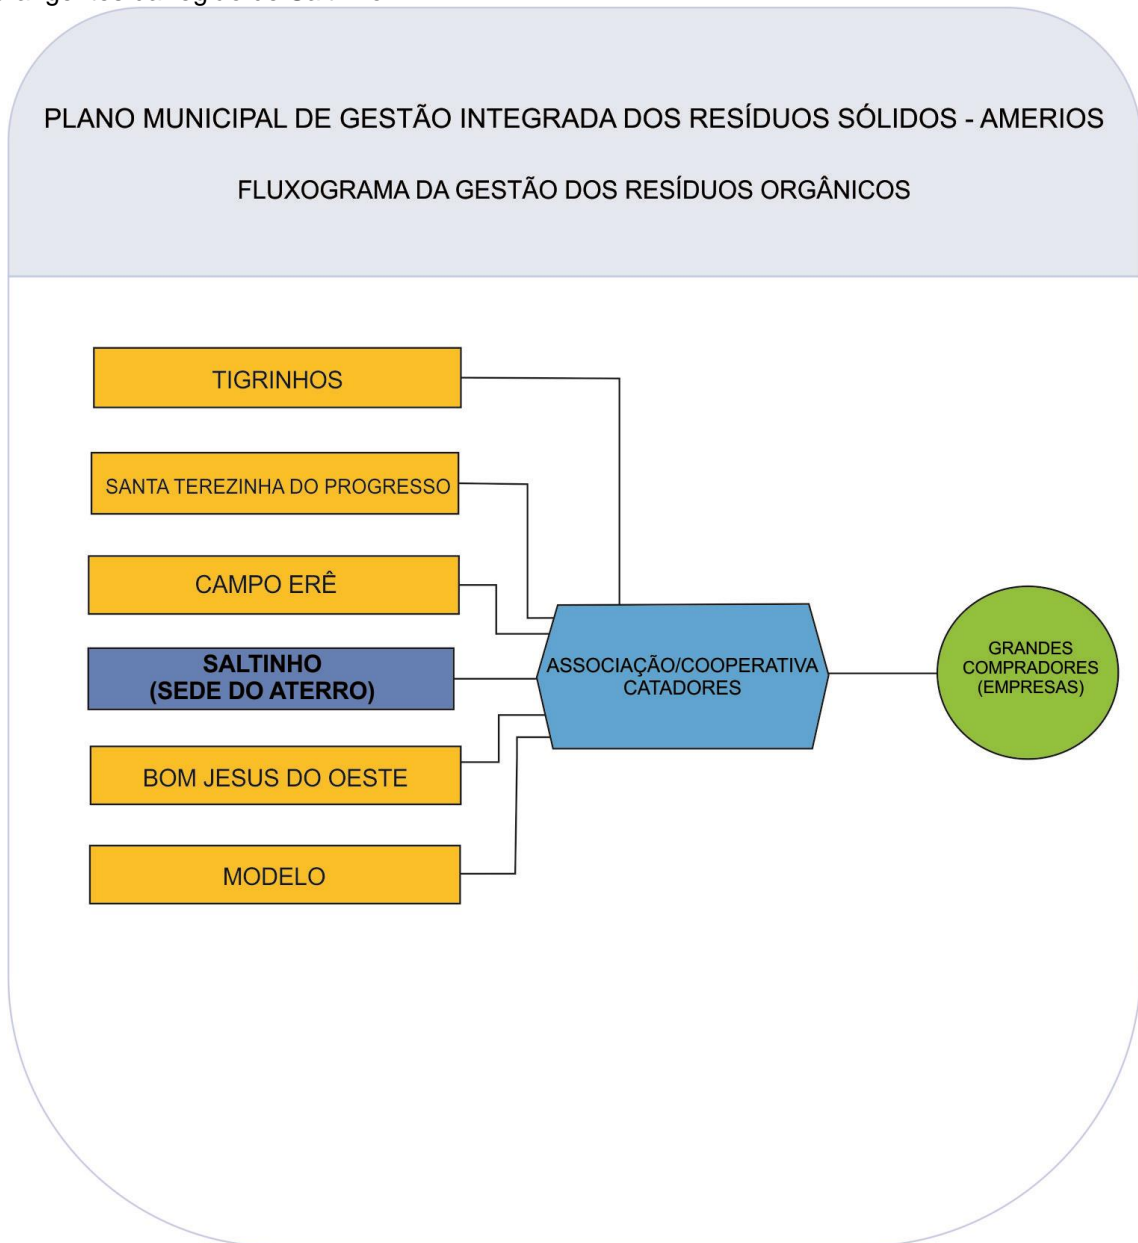 PLANO MUNICIPAL DE GESTÃO INTEGRADA DOS RESÍDUOS SÓLIDOS - AMERIOS
FLUXOGRAMA DA GESTÃO DOS RESÍDUOS ORGÂNICOS
TIGRINHOS
SANTA TEREZINHA DO PROGRESSO
CAMPO ERÊ
SALTINHO
(SEDE DO ATERRO)
BOM JESUS DO OESTE
MODELO
ASSOCIAÇÃO/COOPERATIVA
CATADORES
GRANDES
COMPRADORES
(EMPRESAS)